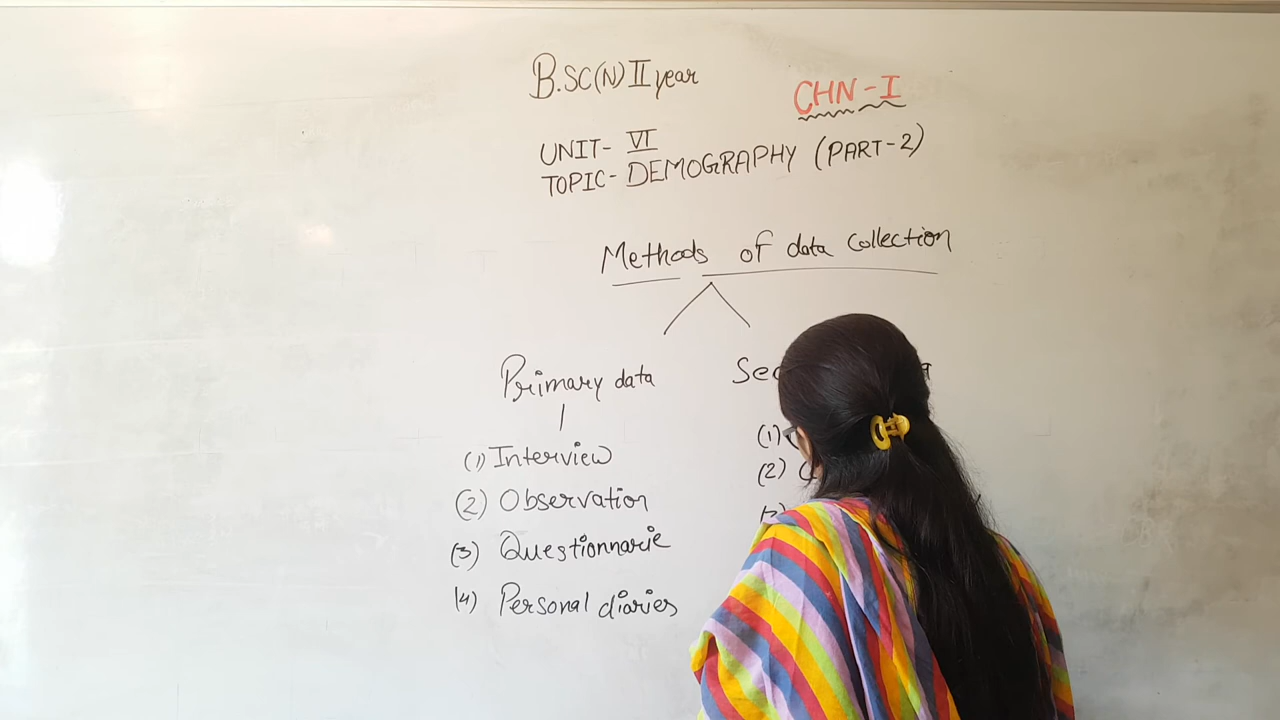 B.SC(N) II year
CHN-I
UNIT- VI
TOPIC- DEMOGRAPHY (PART-2)
Methods of data collection
Primary data
(1) Interview
(2) Observation
(3) Questionnarie
(4) Personal diaries
(1)
(2)